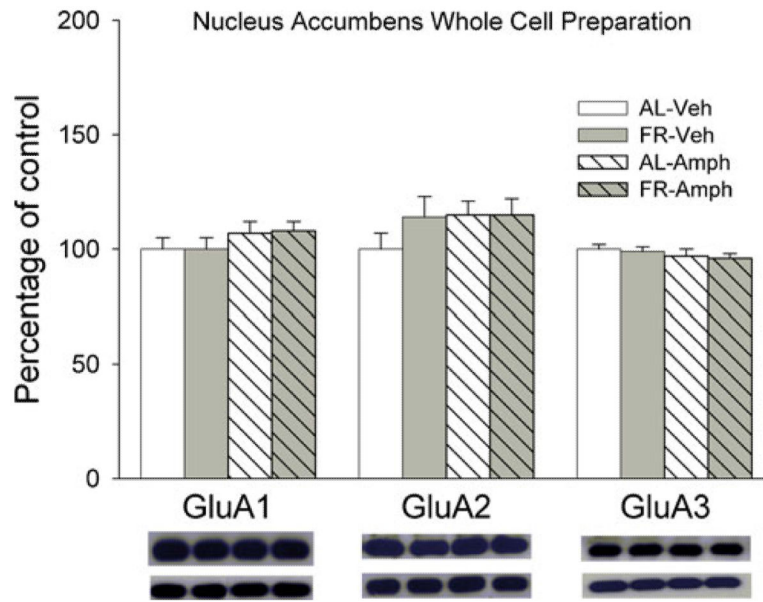 Nucleus Accumbens Whole Cell Preparation
Percentage of control
200
150
100
50
0
AL-Veh
FR-Veh
AL-Amph
FR-Amph
GluA1 GluA2 GluA3